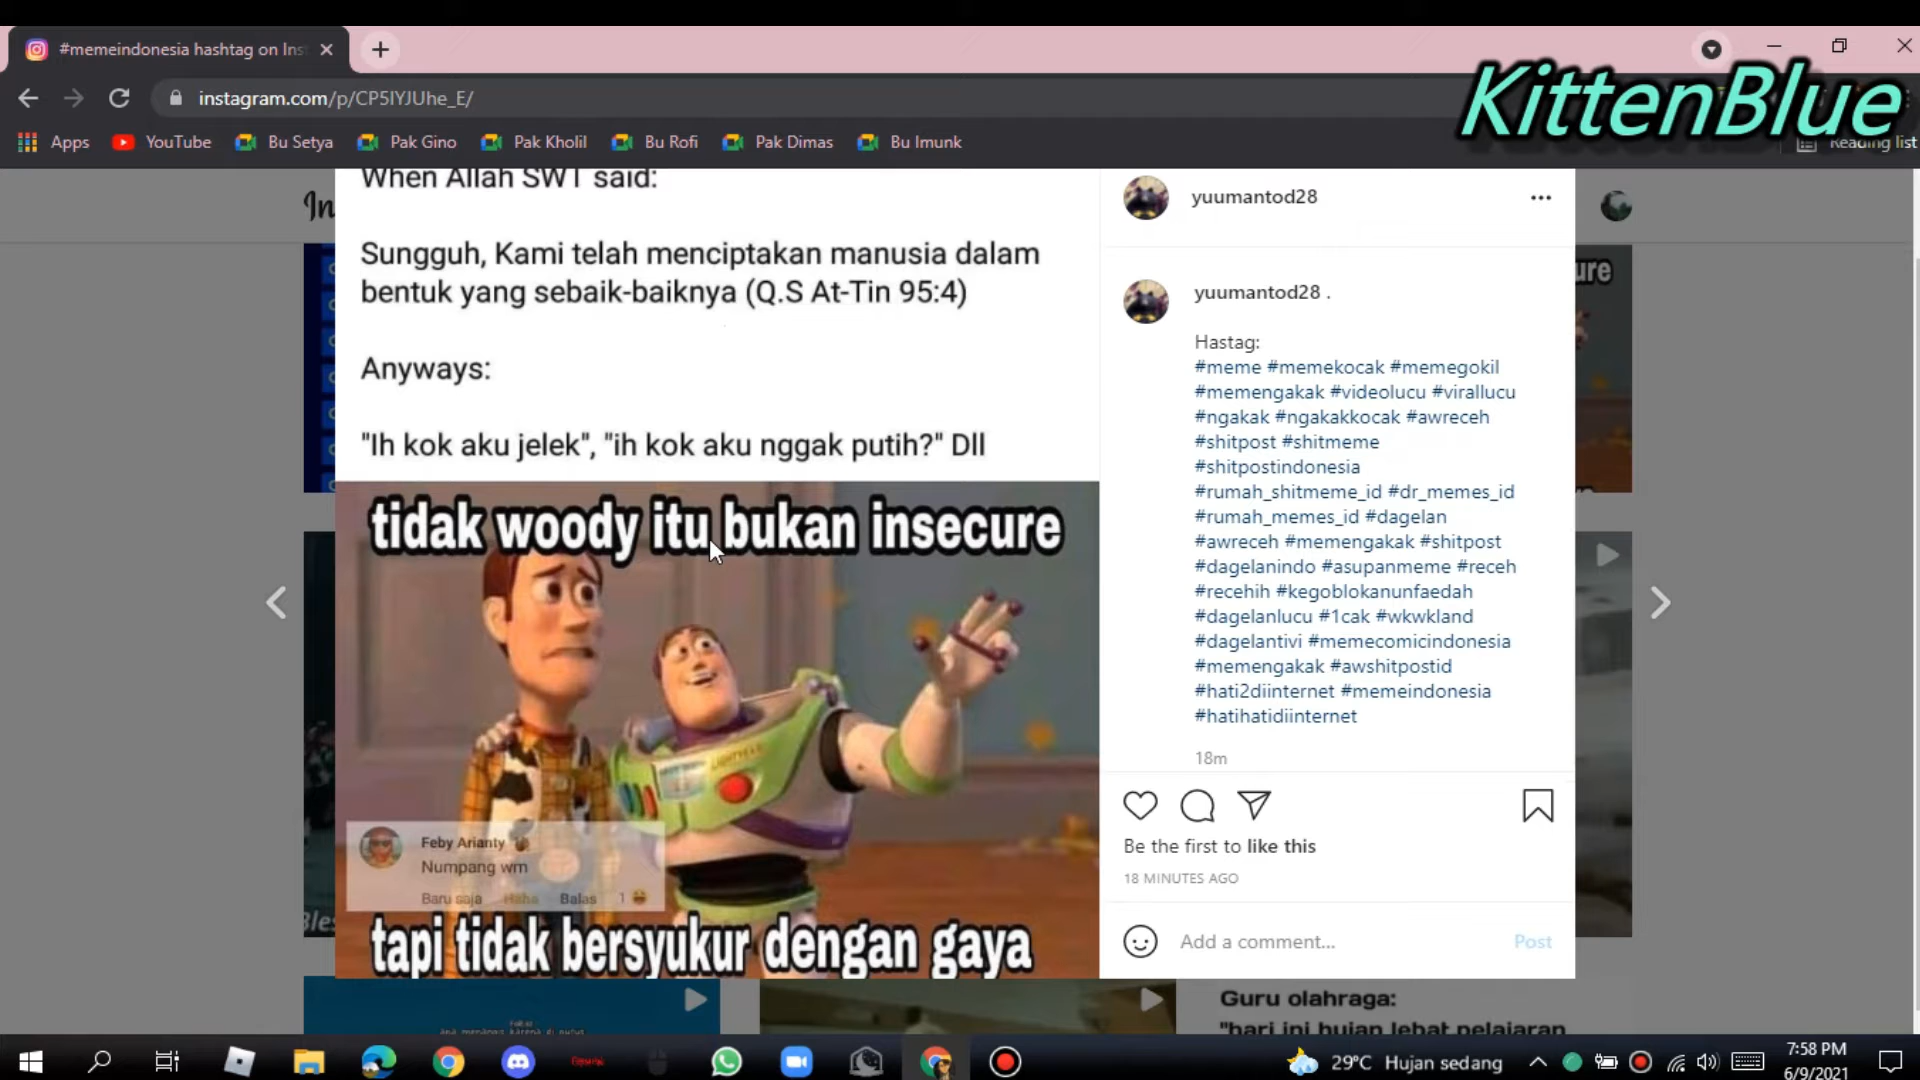 #memeindonesia hashtag on Ins
KittenBlue
instagram.com/p/CP5IYJUhe_E/
Apps
YouTube
Bu Setya
Pak Gino
Pak Kholil
Bu Rofi
Pak Dimas
Bu Imunk
Reading list
In
When Allah SWT said:
Sungguh, Kami telah menciptakan manusia dalam
bentuk yang sebaik-baiknya (Q.S At-Tin 95:4)
Anyways:
"Ih kok aku jelek", "ih kok aku nggak putih?" Dll
tidak woody itu bukan insecure
LIGHTYEAR
Feby Arianty
Numpang wm
Baru saja Haha Balas 1
tapi tidak bersyukur dengan gaya
yuumantod28
yuumantod28 .
Hastag:
#meme #memekocak #memegokil
#memengakak #videolucu #virallucu
#ngakak #ngakakkocak #awreceh
#shitpost #shitmeme
#shitpostindonesia
#rumah_shitmeme_id #dr_memes_id
#rumah_memes_id #dagelan
#awreceh #memengakak #shitpost
#dagelanindo #asupanmeme #receh
#recehih #kegoblokanunfaedah
#dagelanlucu #1cak #wkwkland
#dagelantivi #memecomicindonesia
#memengakak #awshitpostid
#hati2diinternet #memeindonesia
#hatihatidiinternet
18m
Be the first to like this
18 MINUTES AGO
Add a comment...
Post
ure
Bles
Guru olahraga:
"hari ini hujan lebat pelajaran
29°C Hujan sedang
7:58 PM
6/9/2021